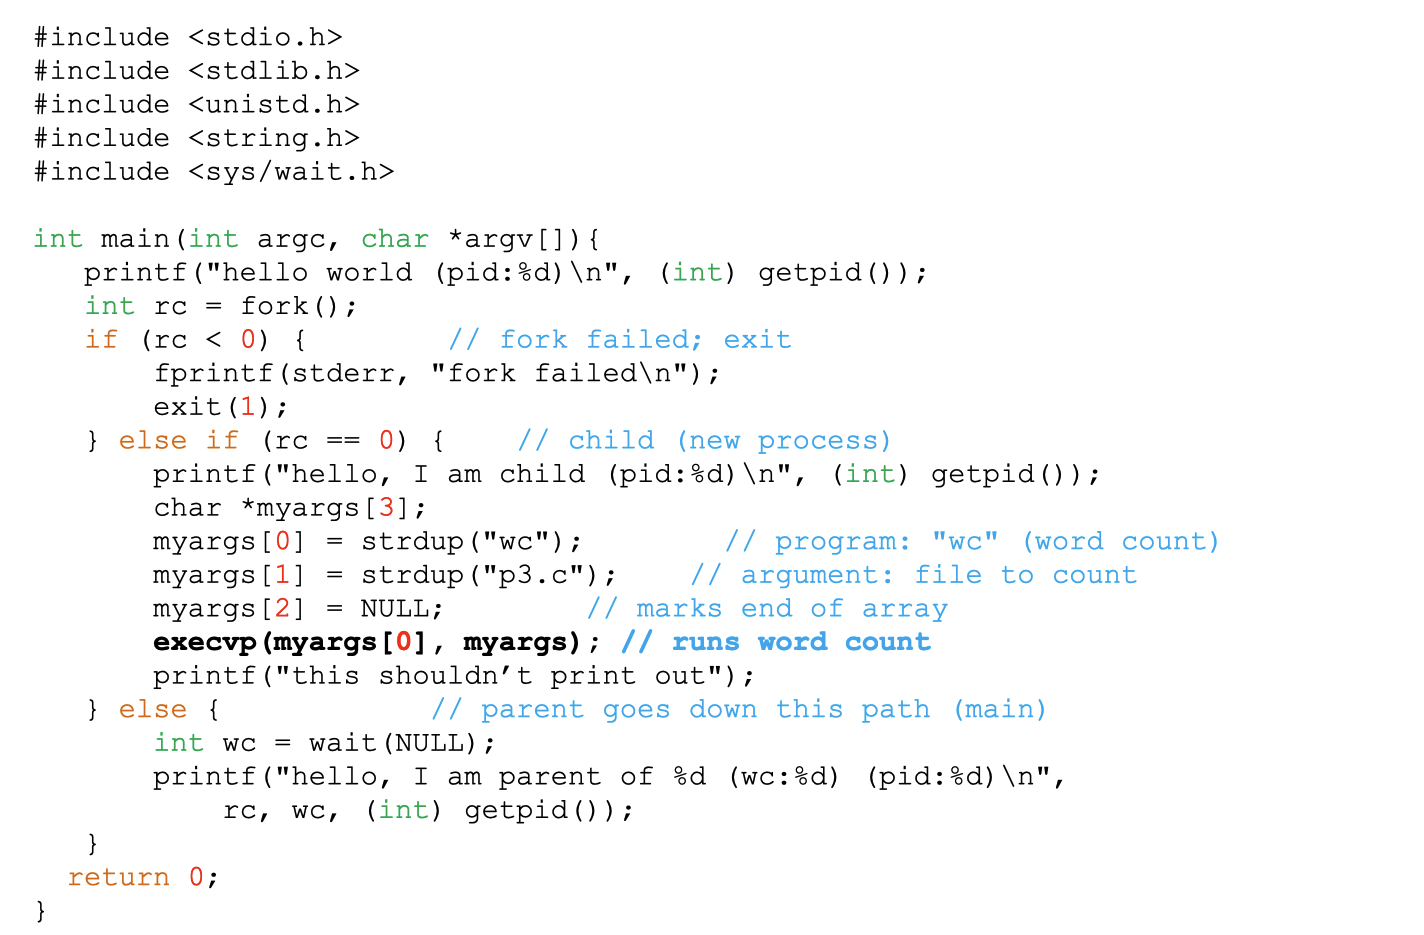 #include <stdio.h>
#include <stdlib.h>
#include <unistd.h>
#include <string.h>
#include <sys/wait.h>

int main(int argc, char *argv[]){
   printf("hello world (pid:%d)\n", (int) getpid());
   int rc = fork();
   if (rc < 0) {        // fork failed; exit
       fprintf(stderr, "fork failed\n");
       exit(1);
   } else if (rc == 0) {    // child (new process)
       printf("hello, I am child (pid:%d)\n", (int) getpid());
       char *myargs[3];
       myargs[0] = strdup("wc");        // program: "wc" (word count)
       myargs[1] = strdup("p3.c");    // argument: file to count
       myargs[2] = NULL;        // marks end of array
       execvp(myargs[0], myargs); // runs word count
       printf("this shouldn’t print out");
   } else {            // parent goes down this path (main)
       int wc = wait(NULL);
       printf("hello, I am parent of %d (wc:%d) (pid:%d)\n",
           rc, wc, (int) getpid());
   }
  return 0;
}